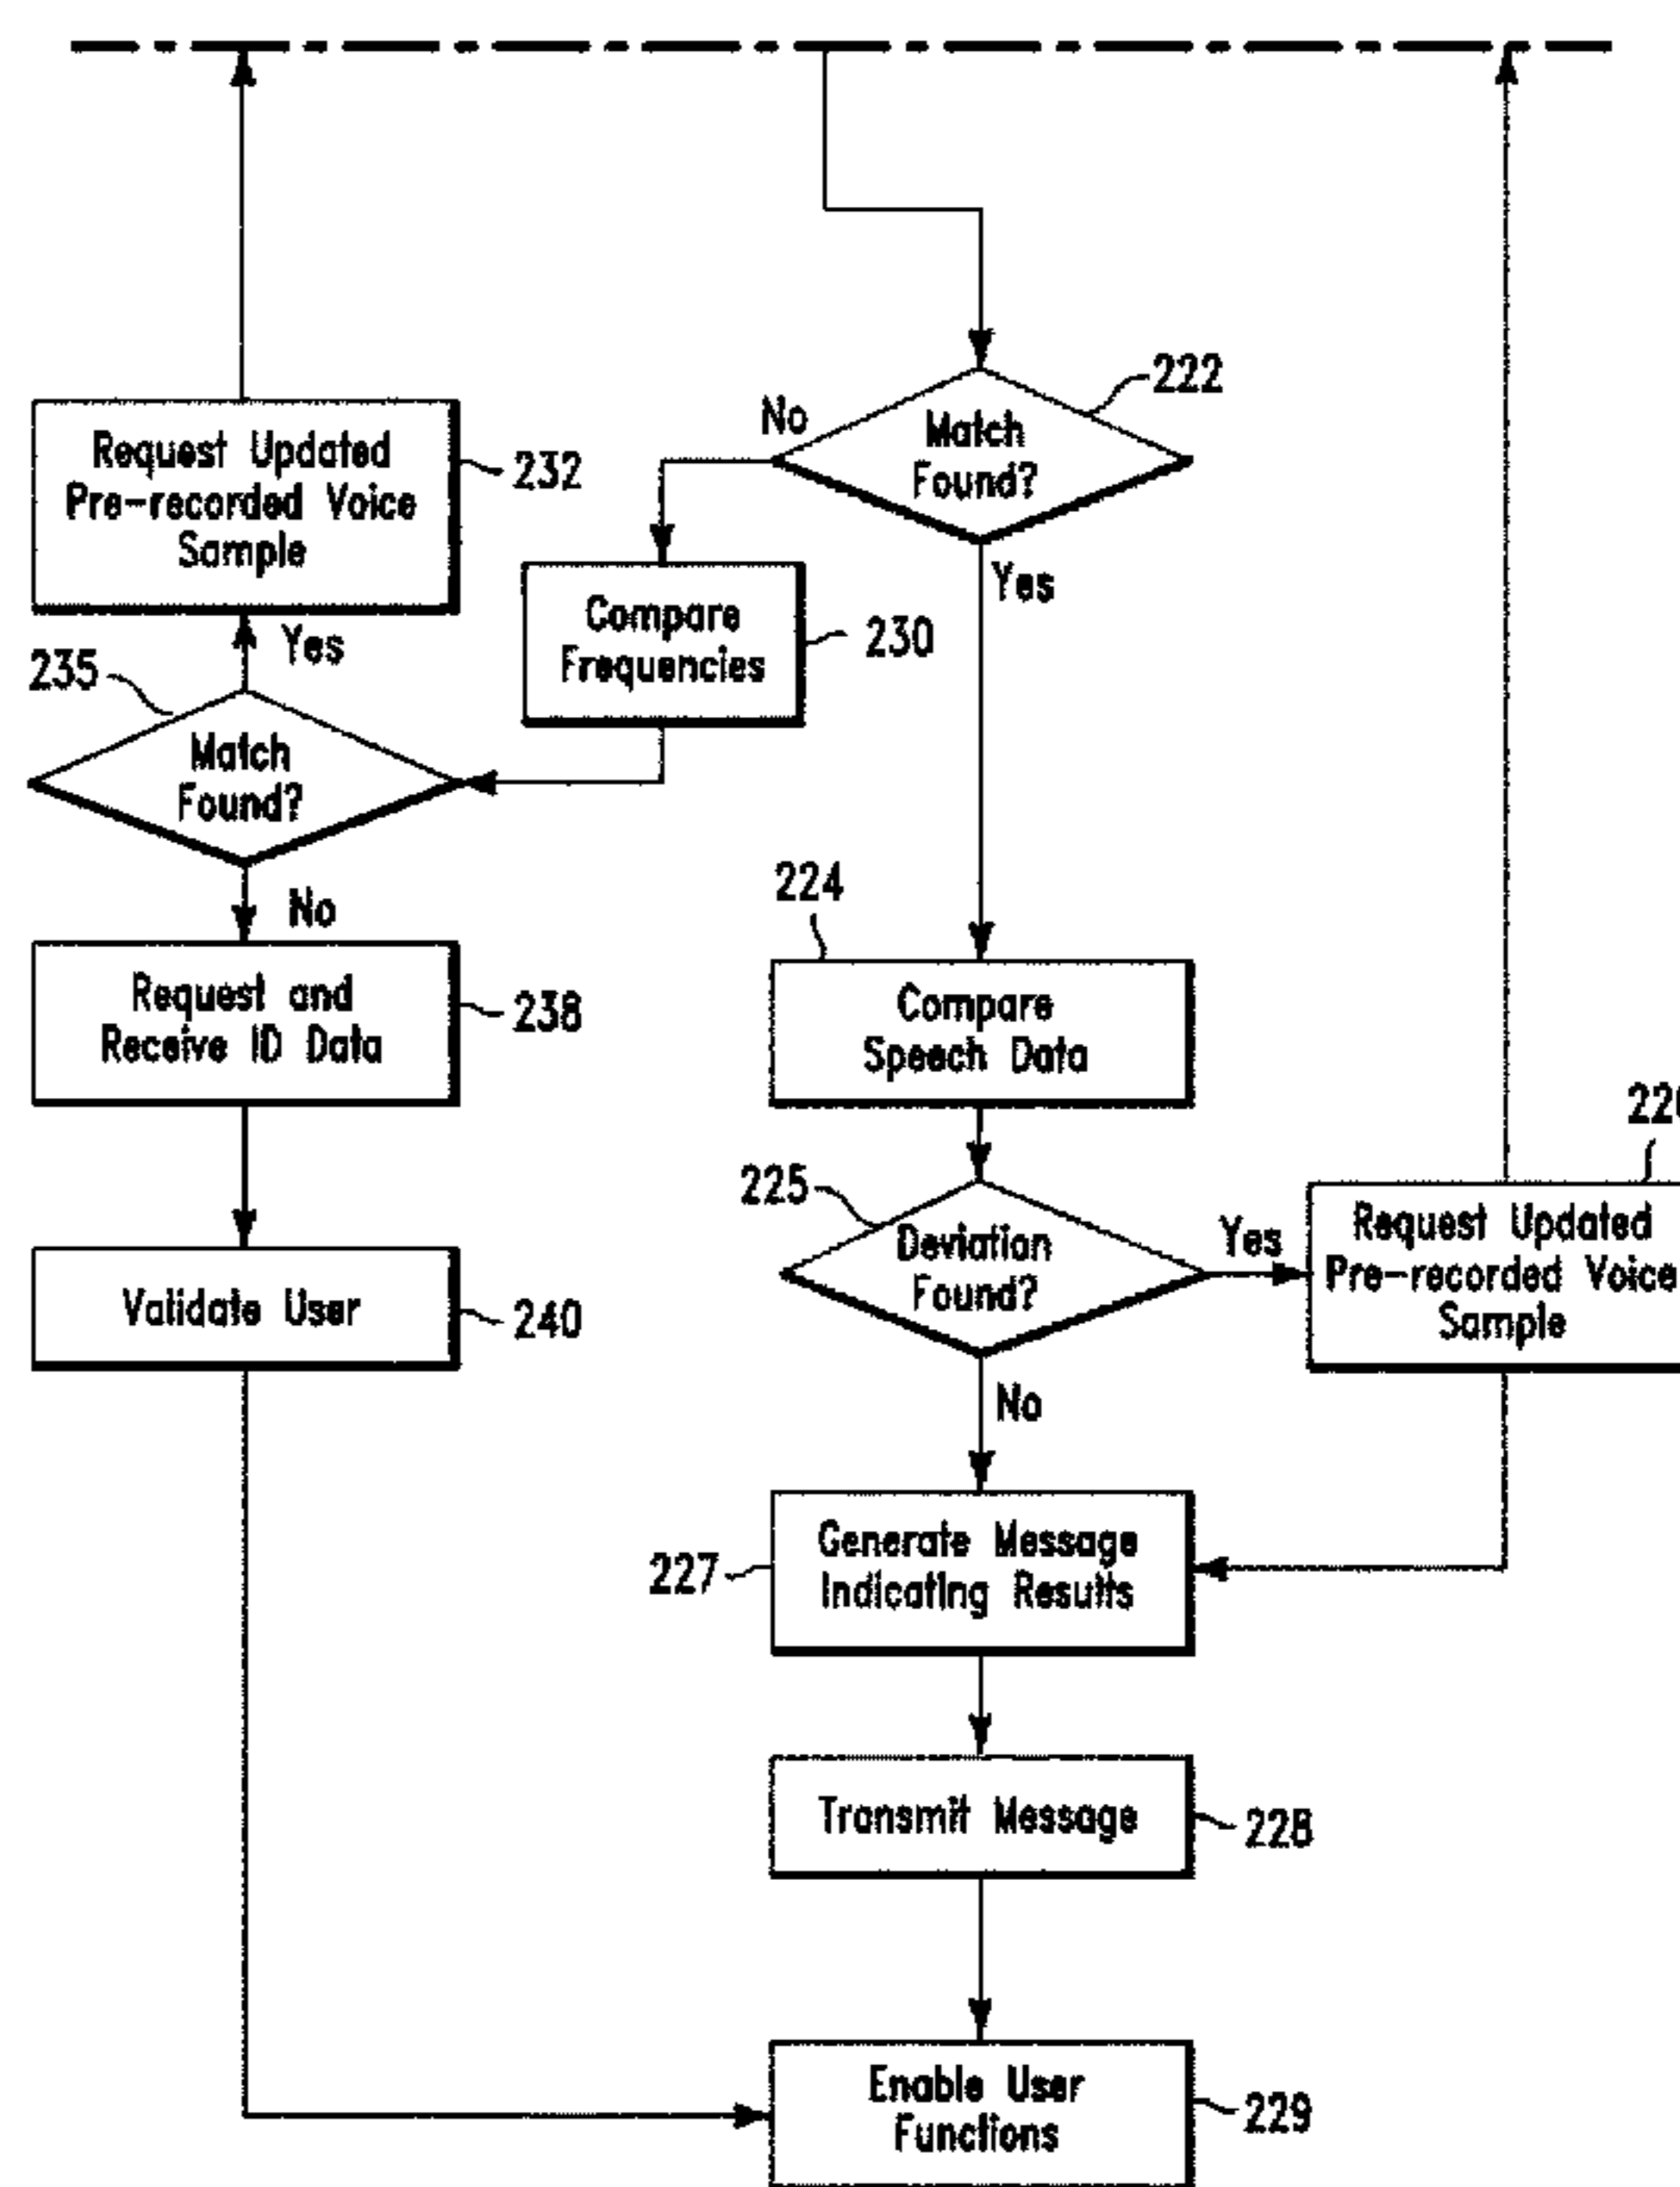 222
No
Match
Found?
Yes
Request Updated
Pre-recorded Voice
Sample
232
Compare
Frequencies
230
Yes
235
Match
Found?
No
224
Request and
Receive ID Data
238
Compare
Speech Data
225
Deviation
Found?
Yes
Request Updated
Pre-recorded Voice
Sample
Validate User
240
No
Generate Message
Indicating Results
227
Transmit Message
228
Enable User
Functions
229